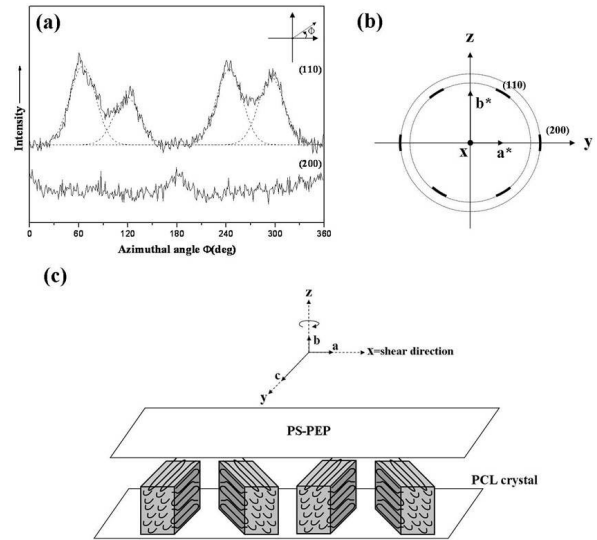 (a)
Φ
(110)
(200)
Intensity
0 60 120 180 240 300 360
Azimuthal angle Φ(deg)
(b)
z
b*
(110)
(200)
x
a*
y
(c)
z
b
a
X=shear direction
c
y
PS-PEP
PCL crystal